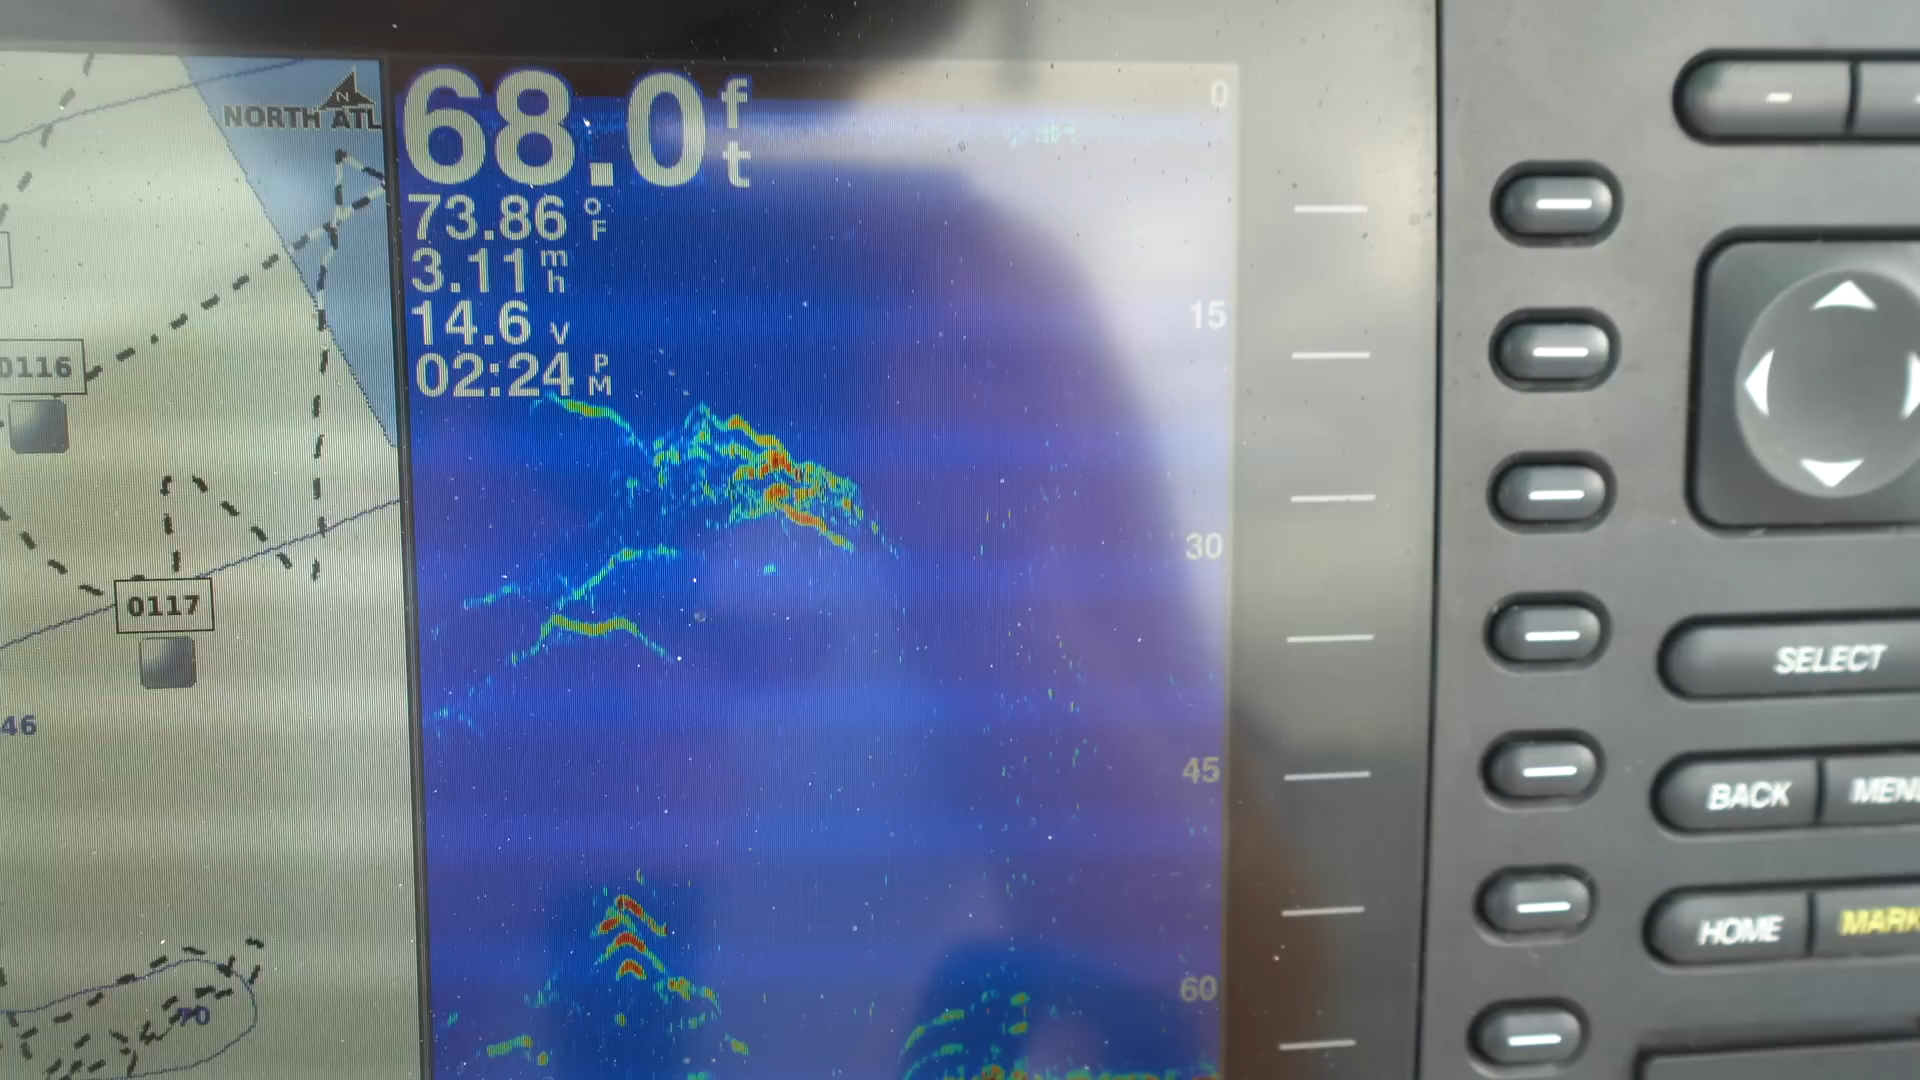 NORTH ATL
N
0116
0117
46
70
68.0 ft
73.86 °F
3.11 mh
14.6 v
02:24 PM
0
15
30
45
60
SELECT
BACK
HOME
MARK